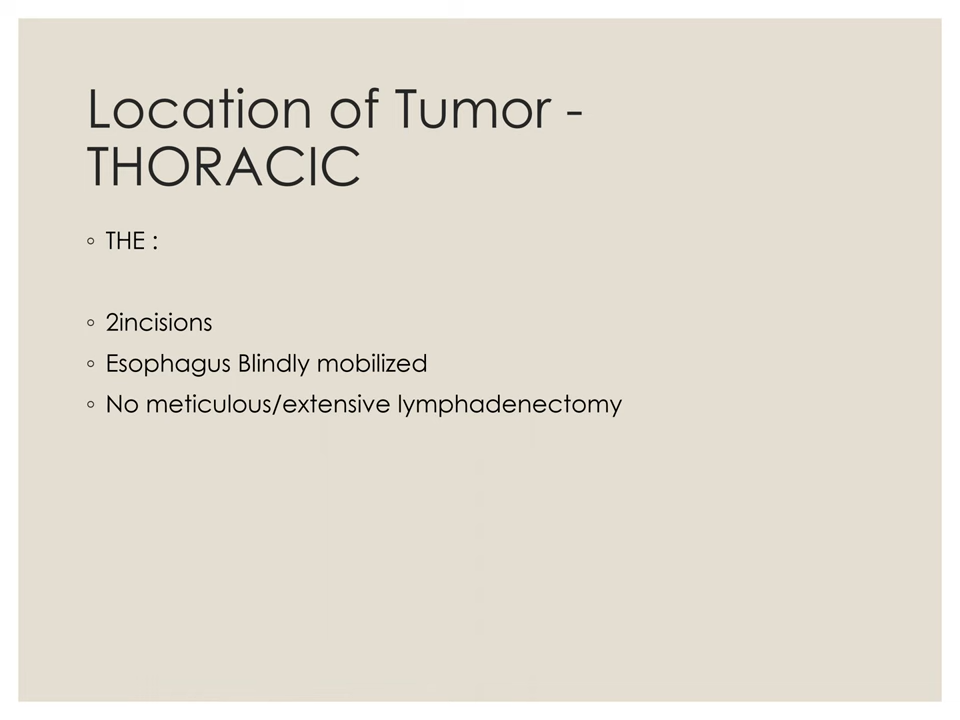 Location of Tumor -
THORACIC
◦ THE :
◦ 2incisions
◦ Esophagus Blindly mobilized
◦ No meticulous/extensive lymphadenectomy